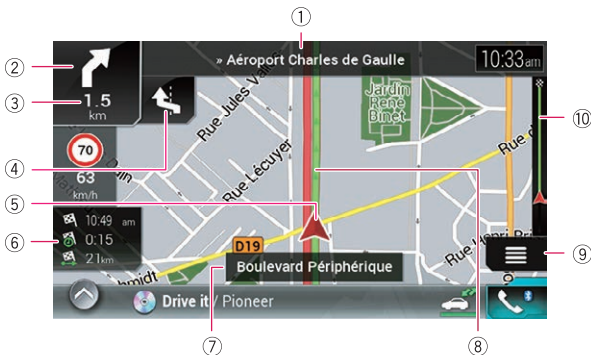 ①
» Aéroport Charles de Gaulle
10:33am
②
③
1.5
km
④
70
63
km/h
⑤
⑥
10:49 am
0:15
21km
Rue Jules Valles
Rue Lécuyer
Jardin
René
Binet
Rue
⑩
D19
Rue Henri
Boulevard Périphérique
⑨
Drive it / Pioneer
⑦
⑧